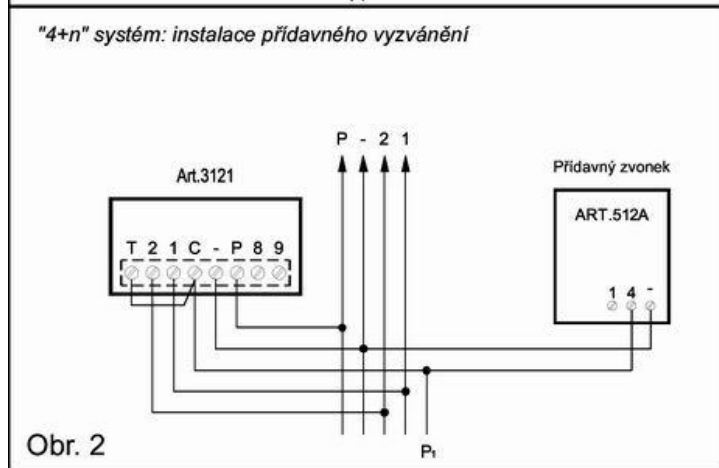 "4+n" systém: instalace přídavného vyzvánění
P - 2 1
Art.3121
Přídavný zvonek
ART.512A
T 2 1 C - P 8 9
1 4 -
Obr. 2
P₁